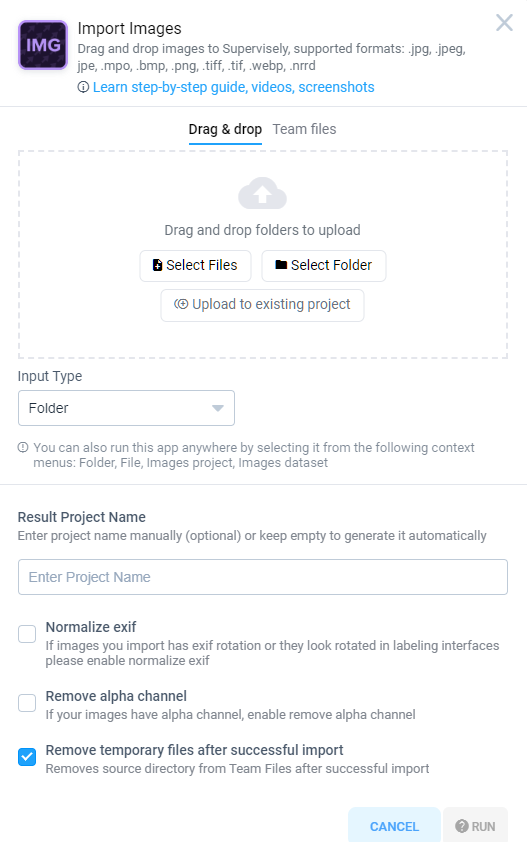 IMG
Import Images
Drag and drop images to Supervisely, supported formats: .jpg, .jpeg,
jpe, .mpo, .bmp, .png, .tiff, .tif, .webp, .nrrd
Learn step-by-step guide, videos, screenshots
Drag & drop Team files
Drag and drop folders to upload
Select Files Select Folder
Upload to existing project
Input Type
Folder
You can also run this app anywhere by selecting it from the following context
menus: Folder, File, Images project, Images dataset
Result Project Name
Enter project name manually (optional) or keep empty to generate it automatically
Enter Project Name
Normalize exif
If images you import has exif rotation or they look rotated in labeling interfaces
please enable normalize exif
Remove alpha channel
If your images have alpha channel, enable remove alpha channel
Remove temporary files after successful import
Removes source directory from Team Files after successful import
CANCEL RUN